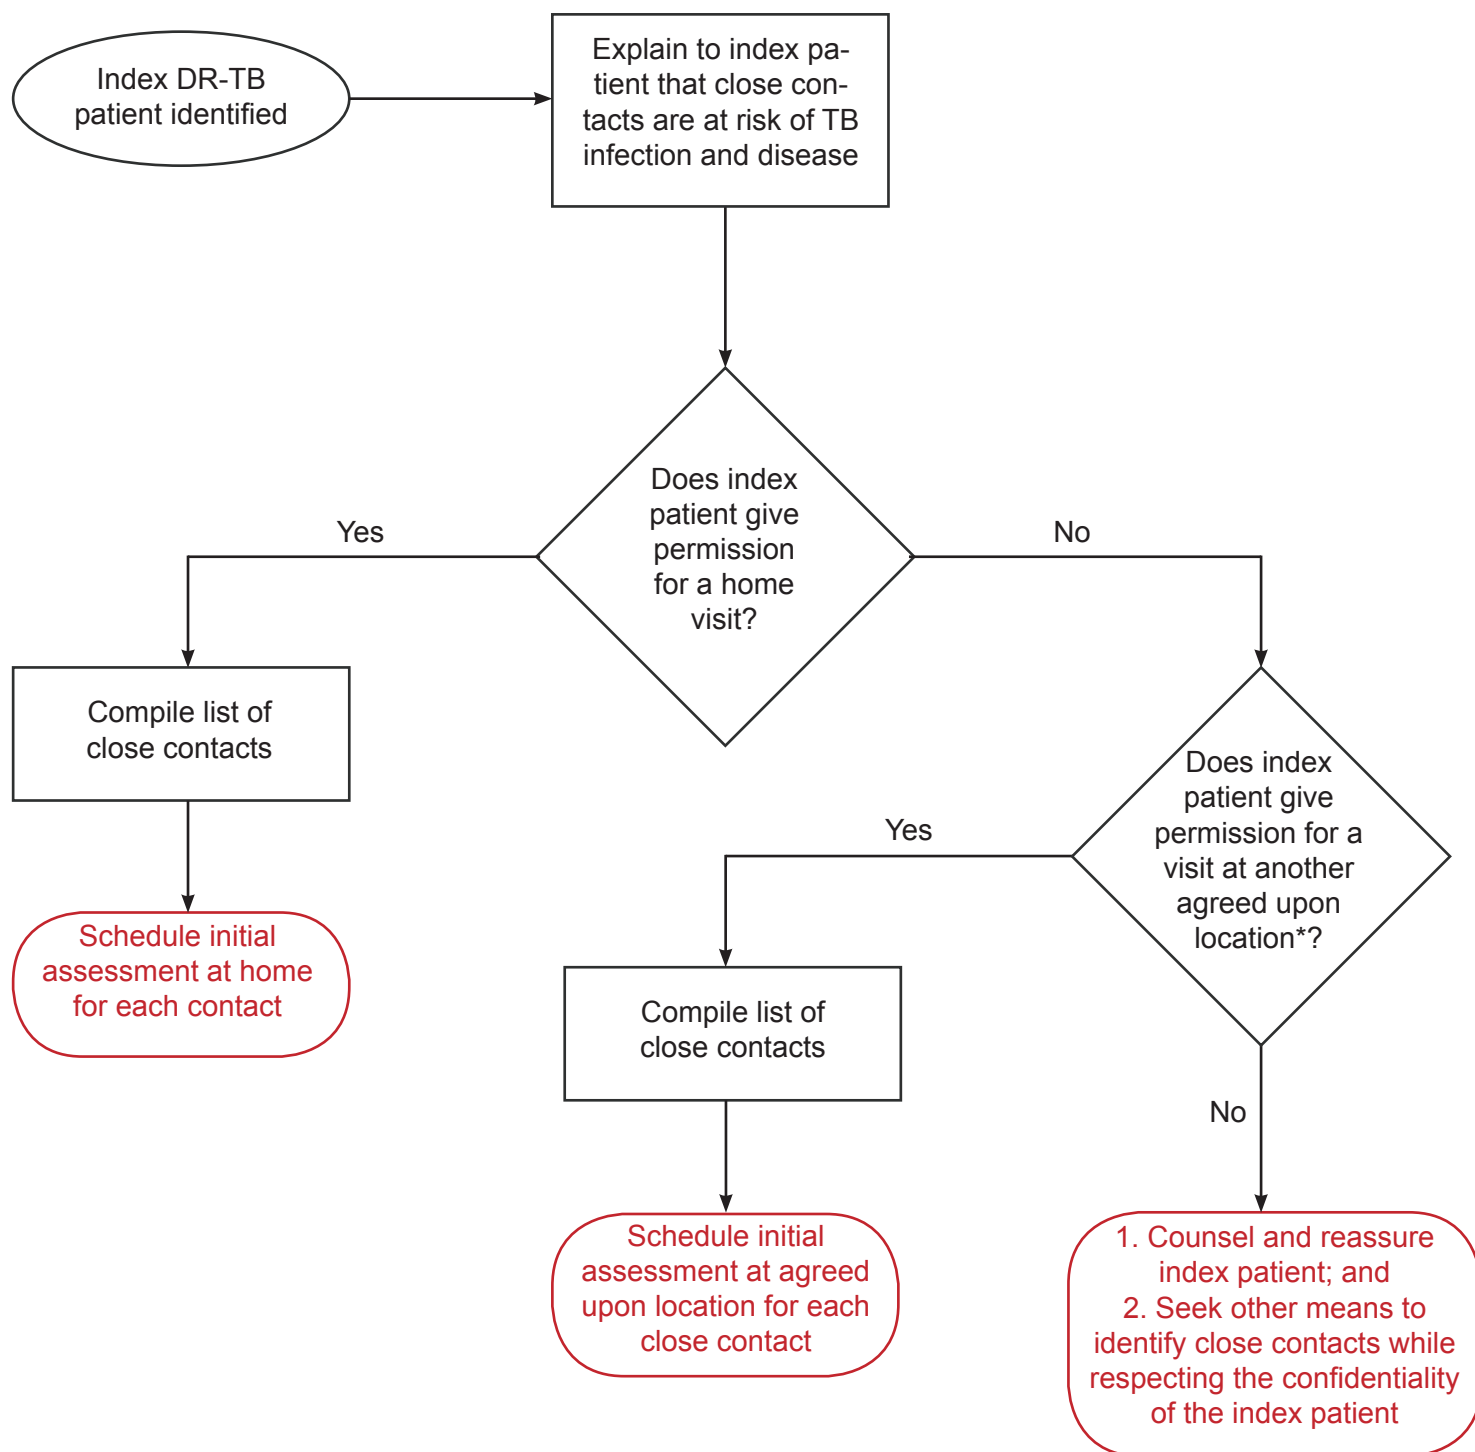 Index DR-TB
patient identified
Explain to index pa-
tient that close con-
tacts are at risk of TB
infection and disease
Does index
patient give
permission
for a home
visit?
Yes
No
Compile list of
close contacts
Schedule initial
assessment at home
for each contact
Does index
patient give
permission for a
visit at another
agreed upon
location*?
Yes
No
Compile list of
close contacts
Schedule initial
assessment at agreed
upon location for each
close contact
1. Counsel and reassure
index patient; and
2. Seek other means to
identify close contacts while
respecting the confidentiality
of the index patient